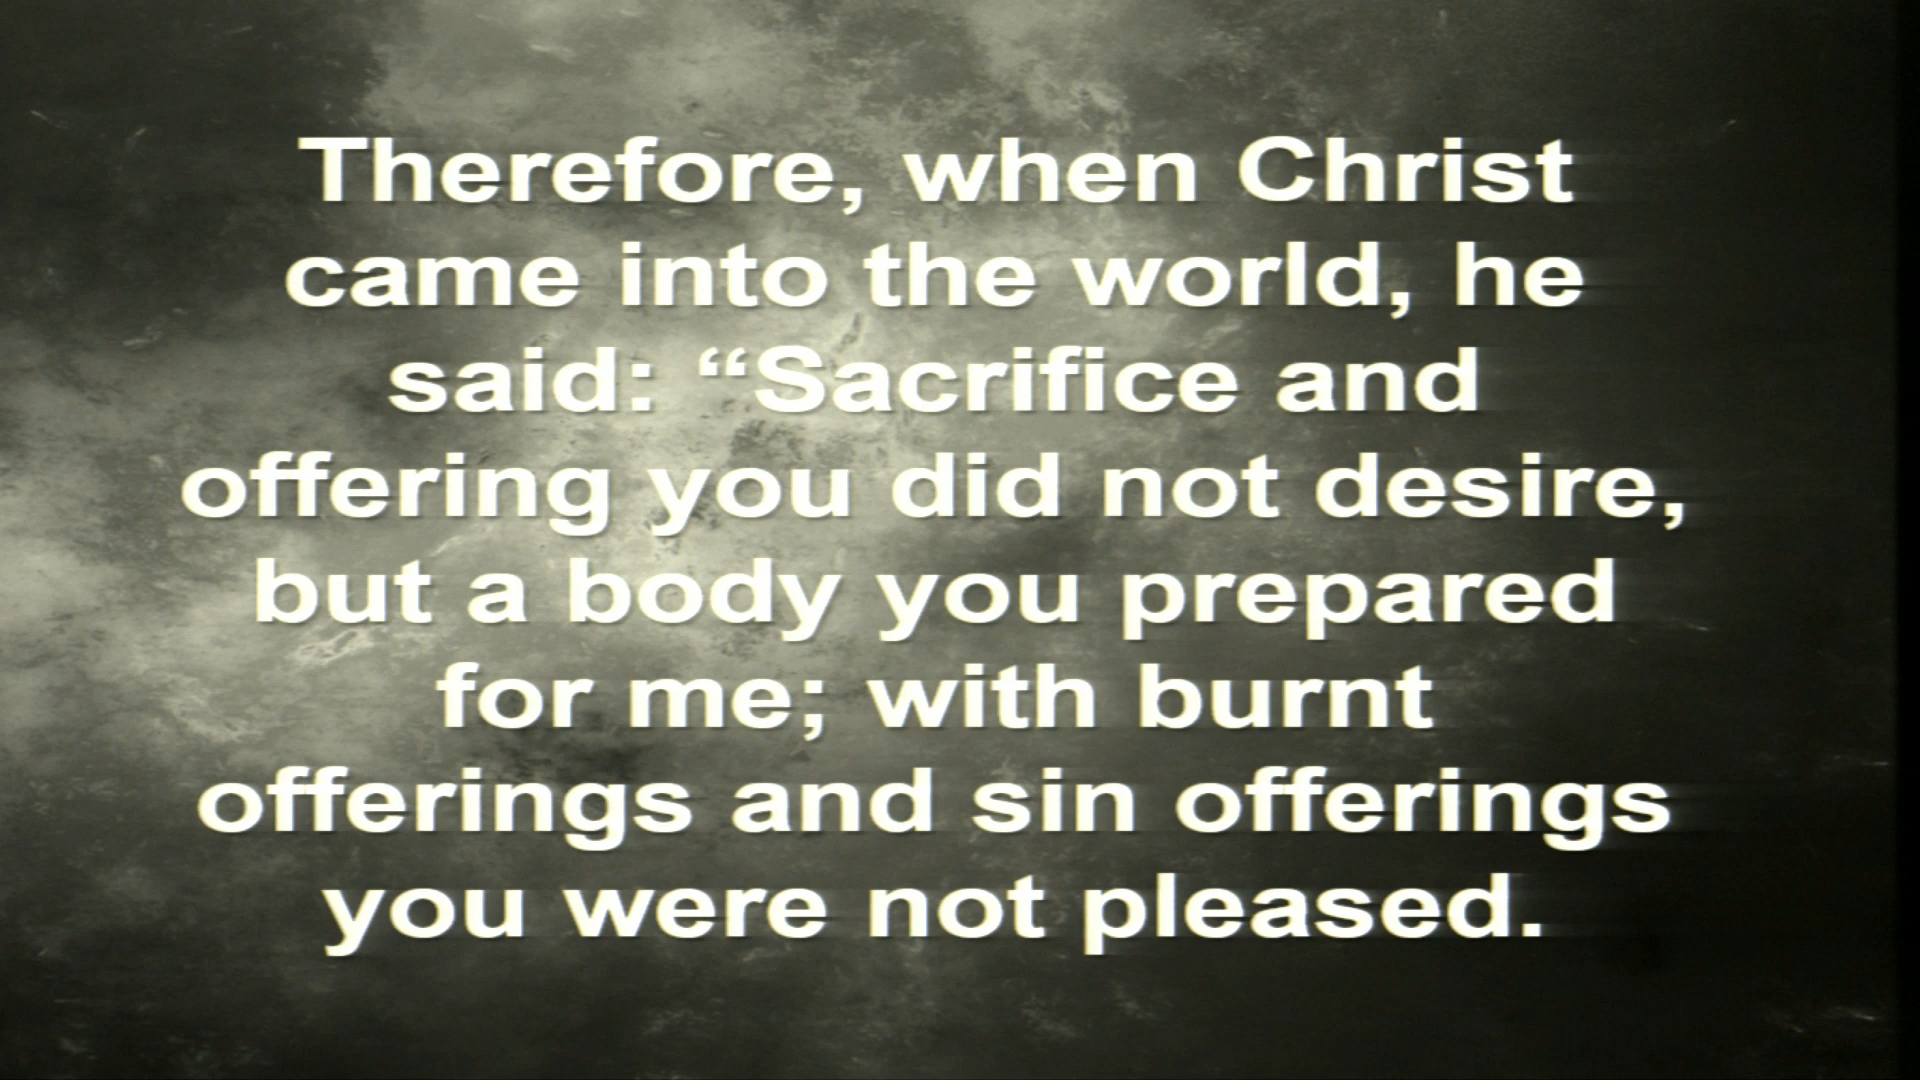 Therefore, when Christ
came into the world, he
said: “Sacrifice and
offering you did not desire,
but a body you prepared
for me; with burnt
offerings and sin offerings
you were not pleased.